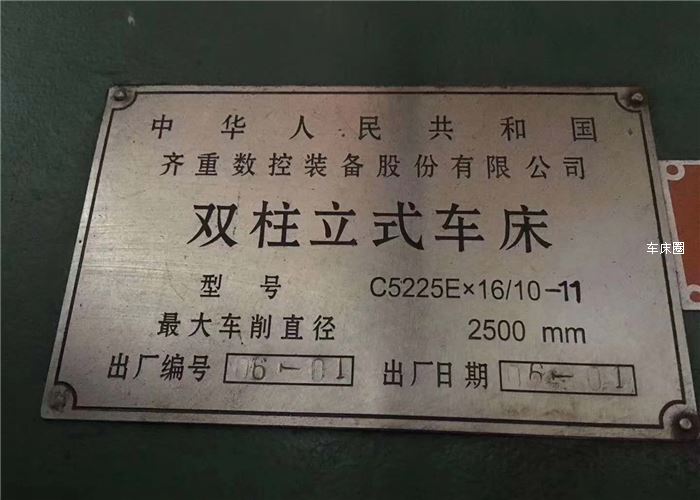 中华人民共和国
齐重数控装备股份有限公司
双柱立式车床
型号 C5225E×16/10-11
最大车削直径 2500 mm
出厂编号 06-01 出厂日期 06-01
车床圈